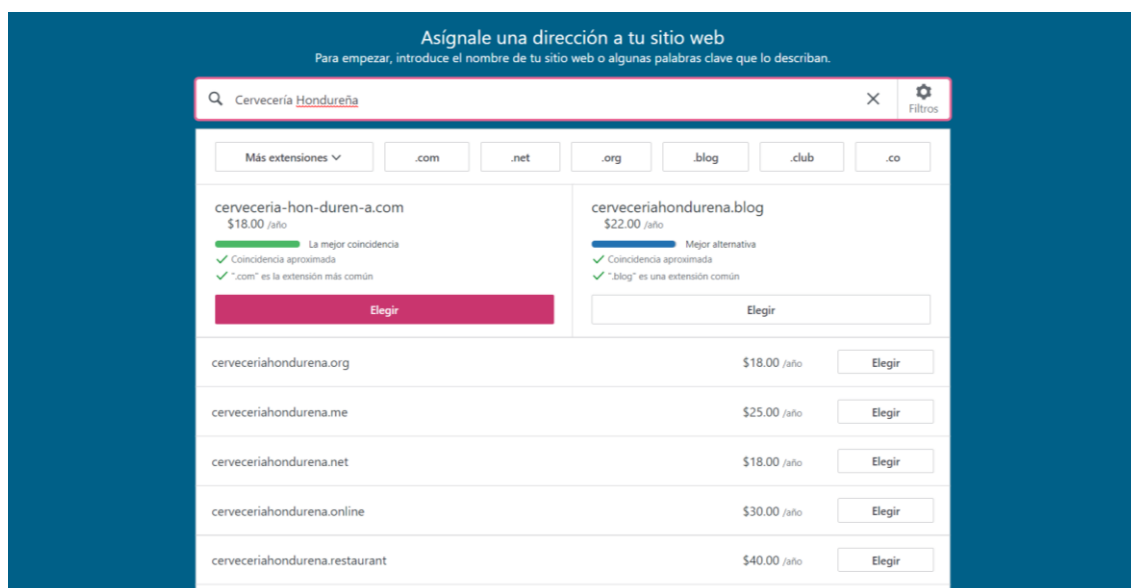 Asígnale una dirección a tu sitio web
Para empezar, introduce el nombre de tu sitio web o algunas palabras clave que lo describan.
Cervecería Hondureña
Filtros
Más extensiones
.com
.net
.org
.blog
.club
.co
cerveceria-hon-duren-a.com
$18.00 /año
La mejor coincidencia
Coincidencia aproximada
".com" es la extensión más común
Elegir
cerveceriahondurena.blog
$22.00 /año
Mejor alternativa
Coincidencia aproximada
".blog" es una extensión común
Elegir
cerveceriahondurena.org $18.00 /año Elegir
cerveceriahondurena.me $25.00 /año Elegir
cerveceriahondurena.net $18.00 /año Elegir
cerveceriahondurena.online $30.00 /año Elegir
cerveceriahondurena.restaurant $40.00 /año Elegir